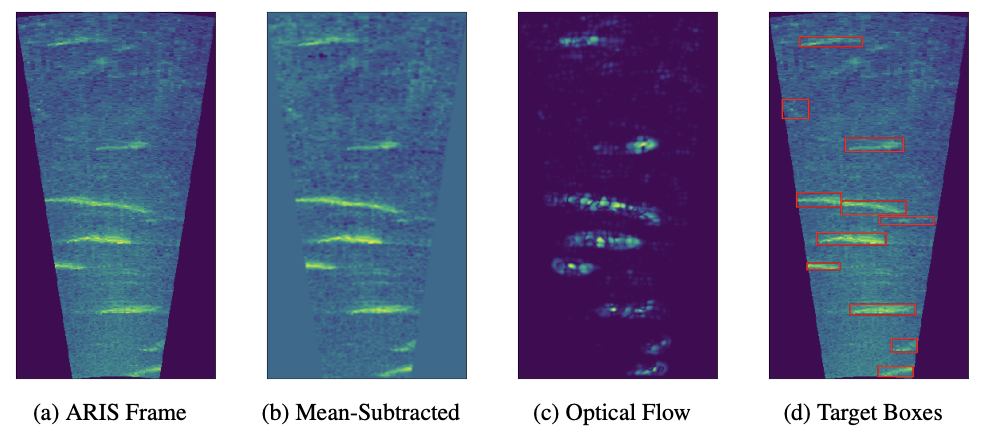 (a) ARIS Frame
(b) Mean-Subtracted
(c) Optical Flow
(d) Target Boxes